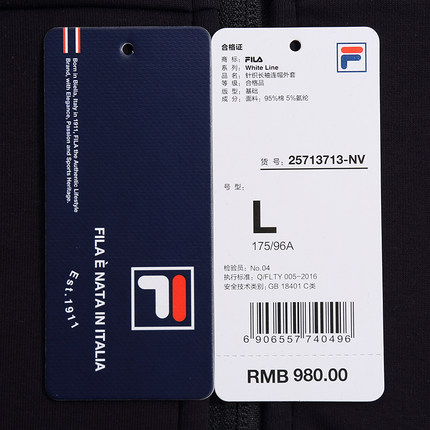 Born in Biella, Italy in 1911, FILA the Authentic Lifestyle
Brand, with Elegance, Passion and Sports Heritage.
FILA È NATA IN ITALIA
Est.1911
合格证
商 标: FILA
系 列: White Line
品 名: 针织长袖连帽外套
等 级: 合格品
版 型: 基础
成 分: 面料: 95%棉 5%氨纶
货 号: 25713713-NV
号 型:
L
175/96A
检验员: No.04
执行标准: Q/FLTY 005-2016
安全技术类别: GB 18401 C类
6 906557 740496
RMB 980.00